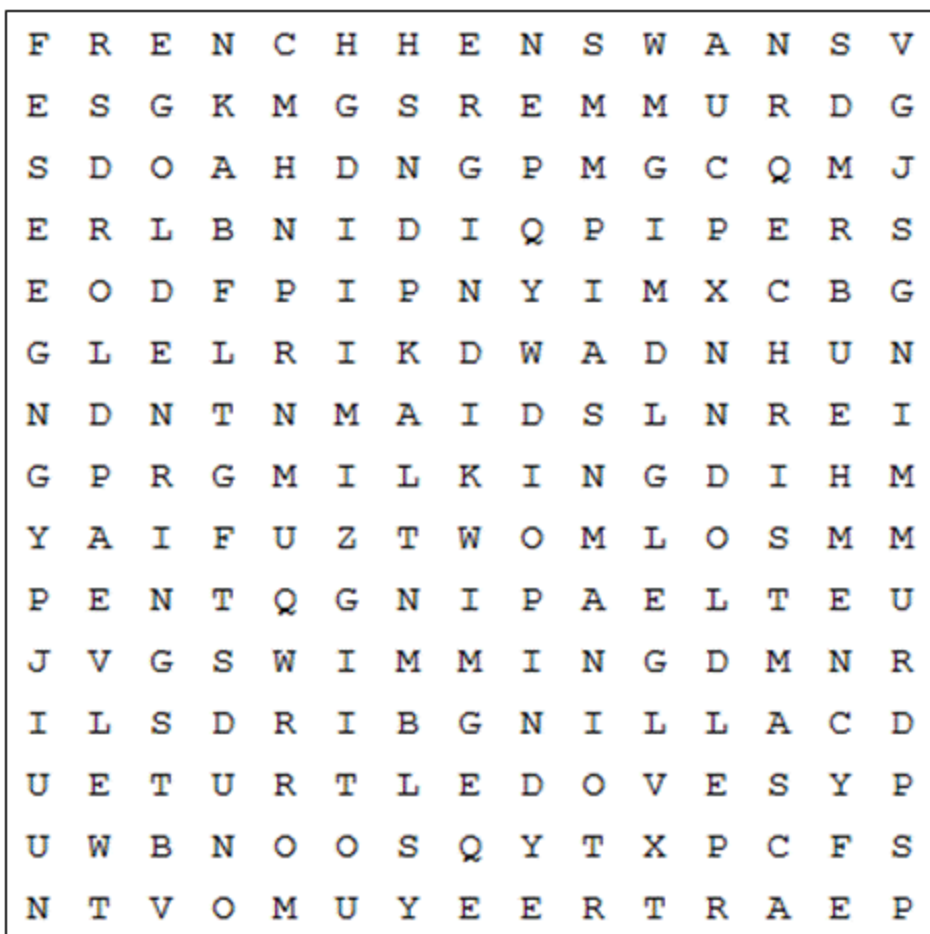 F R E N C H H E N S W A N S V
E S G K M G S R E M M U R D G
S D O A H D N G P M G C Q M J
E R L B N I D I Q P I P E R S
E O D F P I P N Y I M X C B G
G L E L R I K D W A D N H U N
N D N T N M A I D S L N R E I
G P R G M I L K I N G D I H M
Y A I F U Z T W O M L O S M M
P E N T Q G N I P A E L T E U
J V G S W I M M I N G D M N R
I L S D R I B G N I L L A C D
U E T U R T L E D O V E S Y P
U W B N O O S Q Y T X P C F S
N T V O M U Y E E R T R A E P